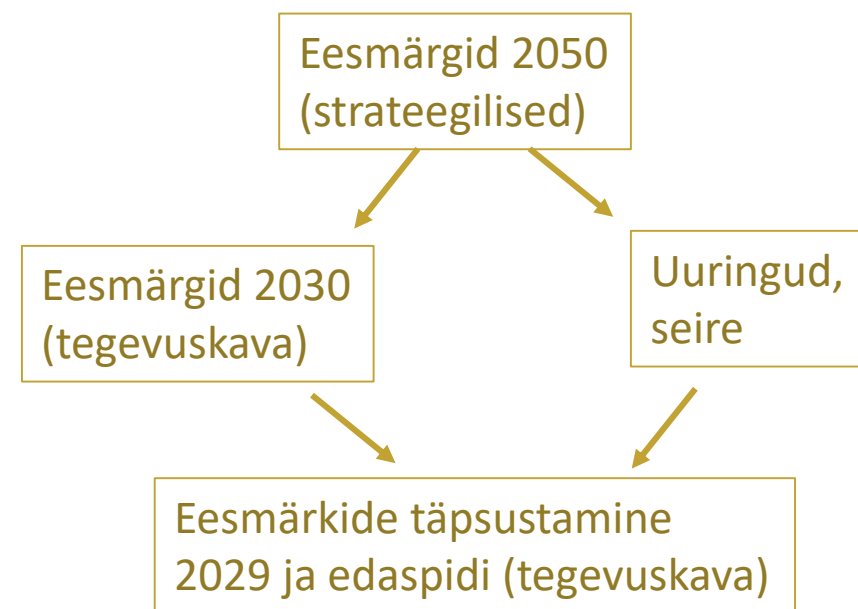 Eesmärgid 2050
(strateegilised)
Eesmärgid 2030
(tegevuskava)
Uuringud,
seire
Eesmärkide täpsustamine
2029 ja edaspidi (tegevuskava)